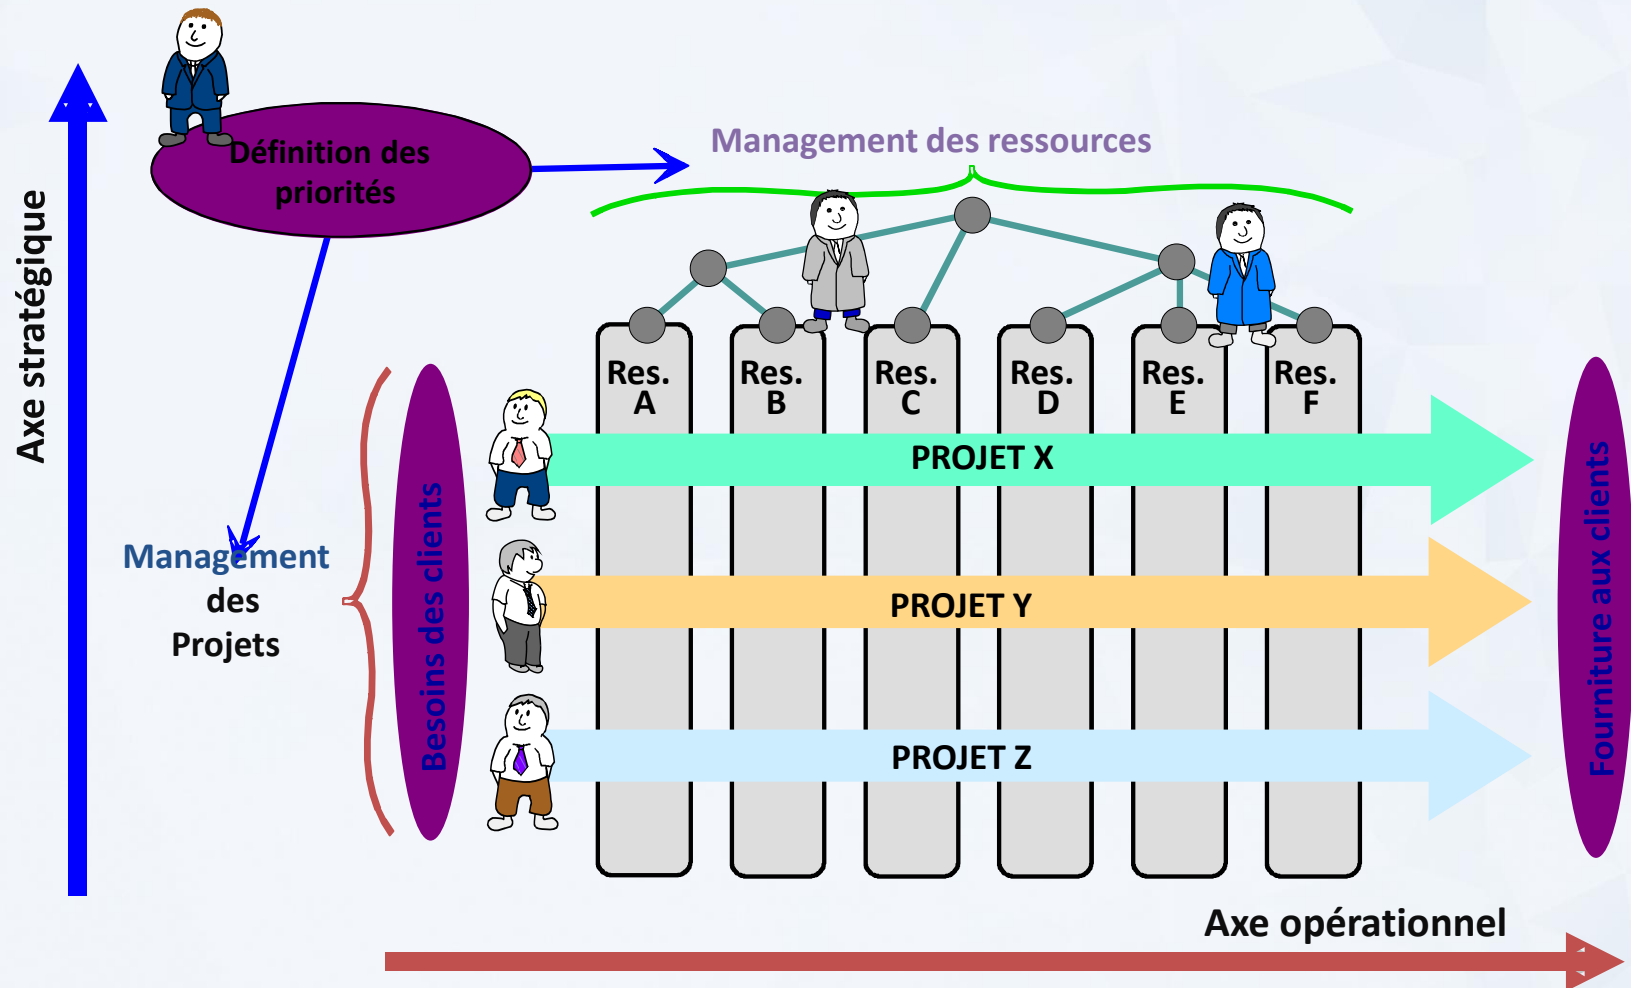 Définition des
priorités
Management des ressources
Axe stratégique
Res.
A
Res.
B
Res.
C
Res.
D
Res.
E
Res.
F
PROJET X
Management
des
Projets
Besoins des clients
PROJET Y
Fourniture aux clients
PROJET Z
Axe opérationnel